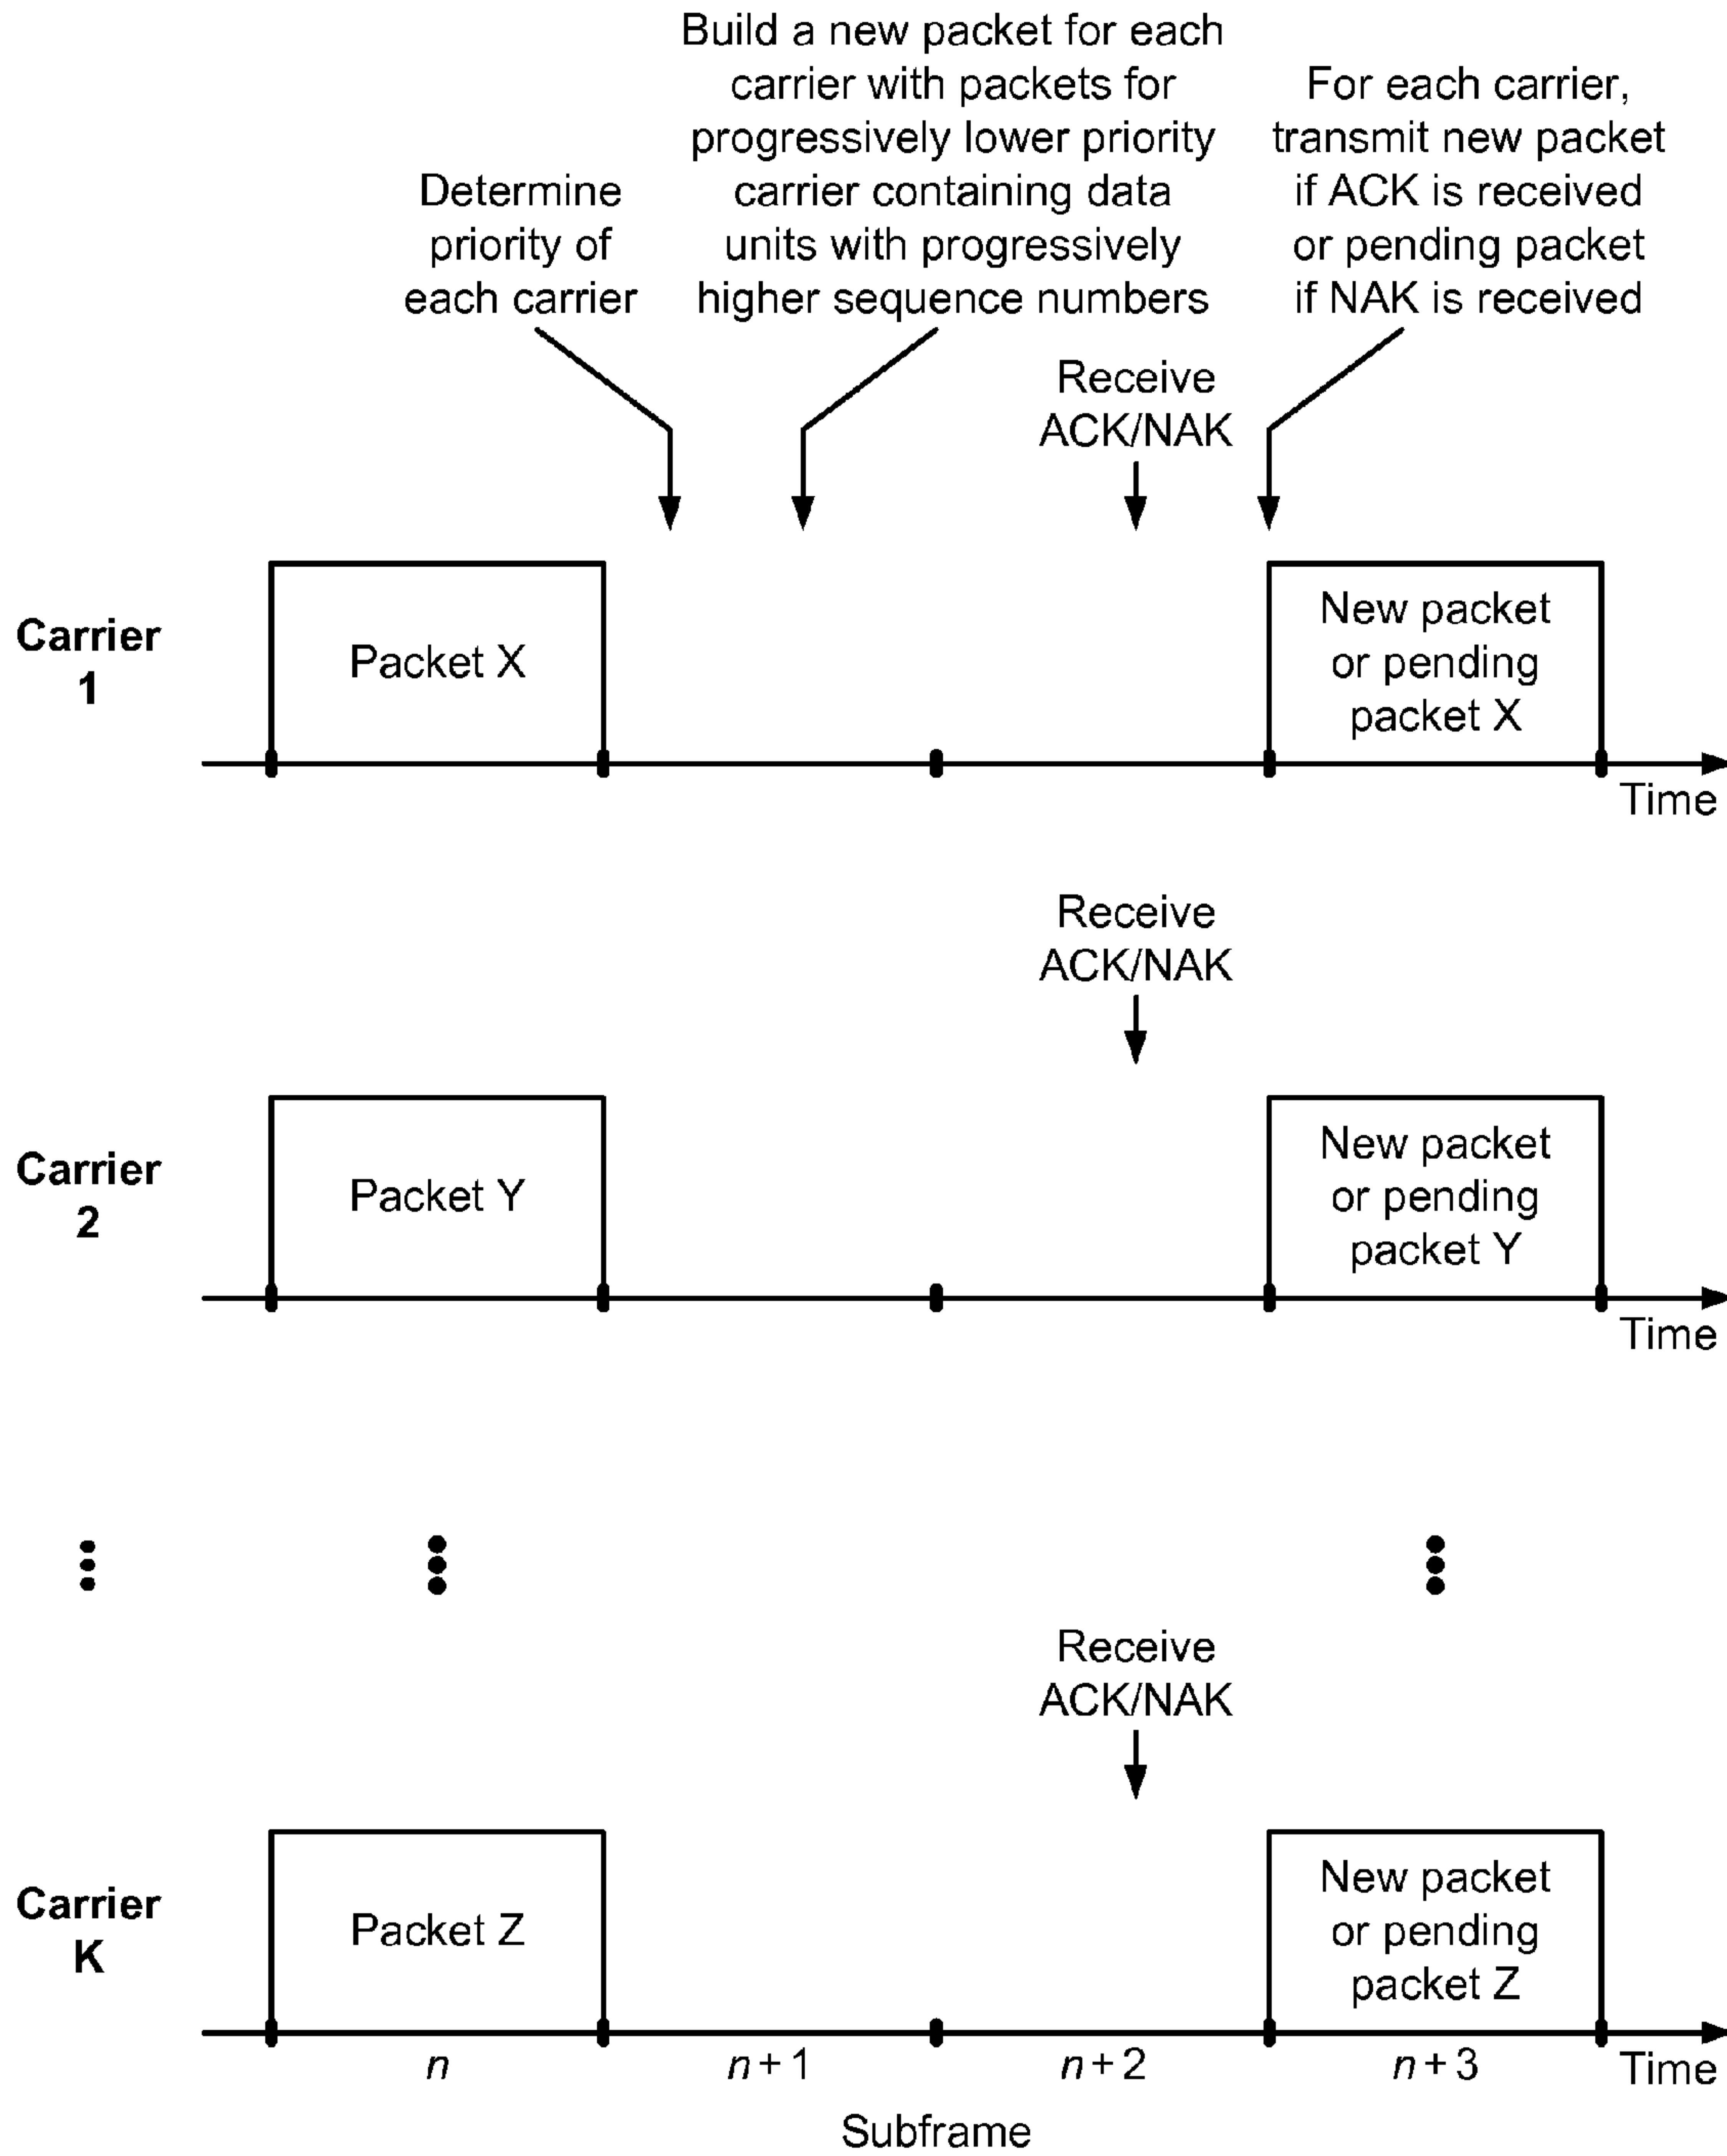 Build a new packet for each
carrier with packets for
progressively lower priority
carrier containing data
units with progressively
higher sequence numbers
For each carrier,
transmit new packet
if ACK is received
or pending packet
if NAK is received
Determine
priority of
each carrier
Receive
ACK/NAK
Carrier
1
Packet X
New packet
or pending
packet X
Time
Receive
ACK/NAK
Carrier
2
Packet Y
New packet
or pending
packet Y
Time
Receive
ACK/NAK
Carrier
K
Packet Z
New packet
or pending
packet Z
n
n + 1
n + 2
n + 3
Time
Subframe